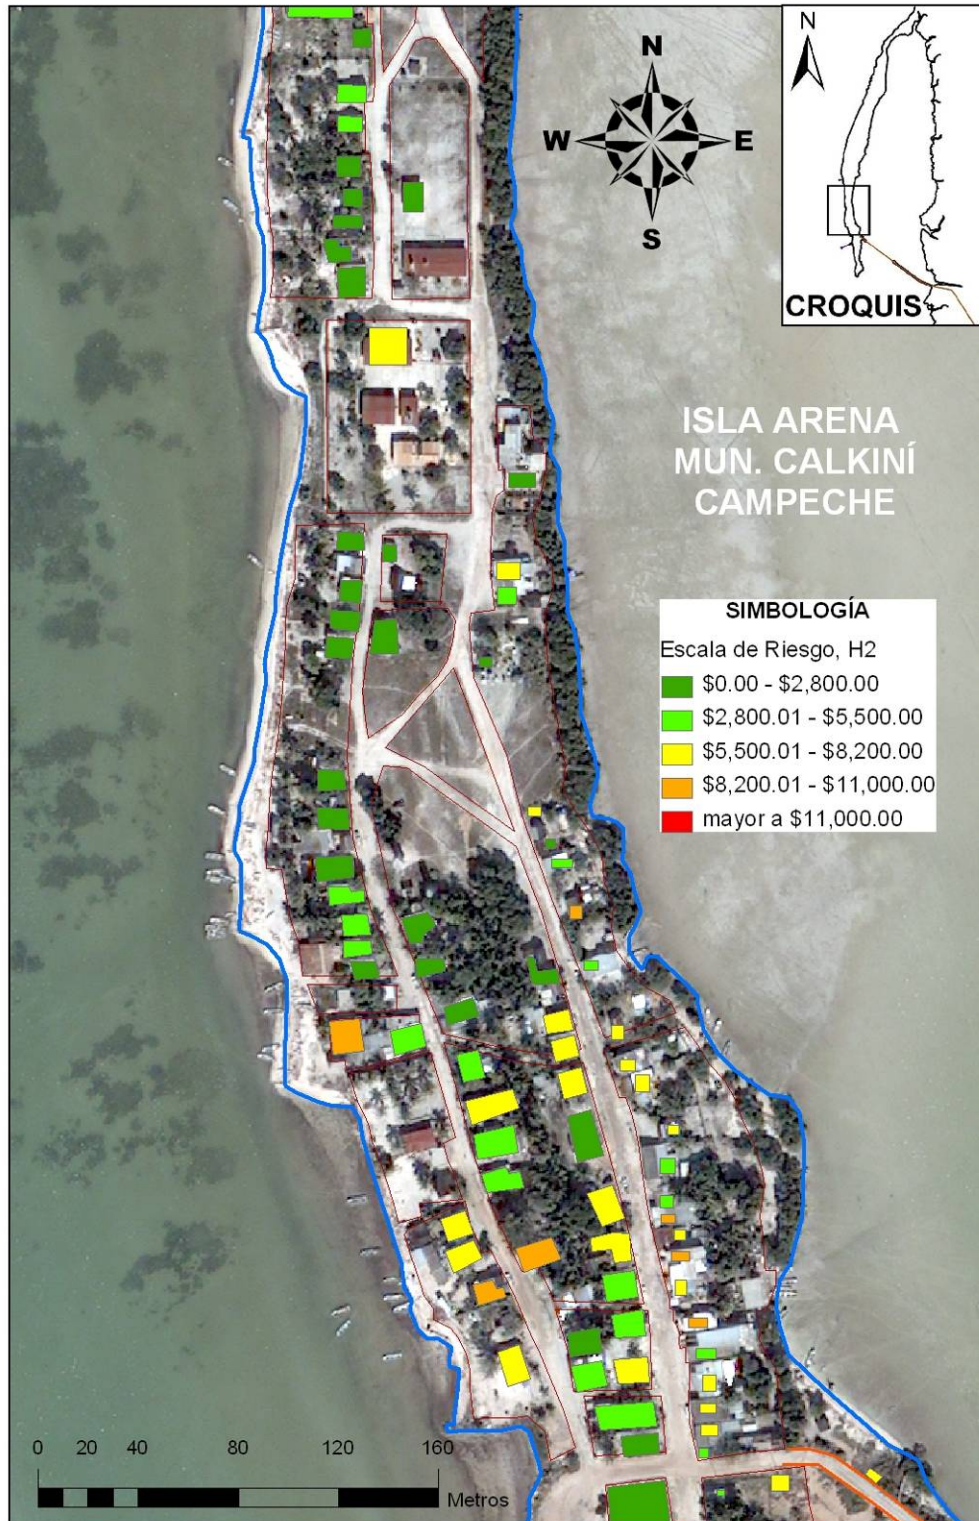 N
N
W
E
S
CROQUIS
ISLA ARENA
MUN. CALKINÍ
CAMPECHE
SIMBOLOGÍA
Escala de Riesgo, H2
$0.00 - $2,800.00
$2,800.01 - $5,500.00
$5,500.01 - $8,200.00
$8,200.01 - $11,000.00
mayor a $11,000.00
0 20 40 80 120 160
Metros